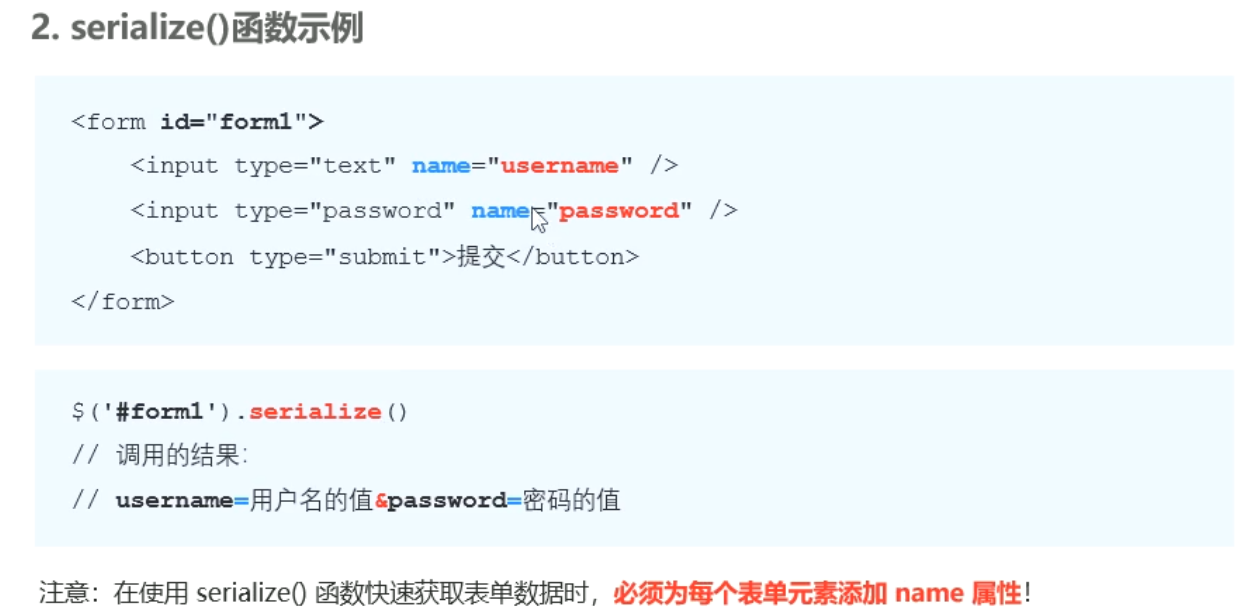 2. serialize()函数示例
<form id="form1">
<input type="text" name="username" />
<input type="password" name="password" />
<button type="submit">提交</button>
</form>
$('#form1').serialize()
// 调用的结果：
// username=用户名的值&password=密码的值
注意：在使用 serialize() 函数快速获取表单数据时，必须为每个表单元素添加 name 属性！